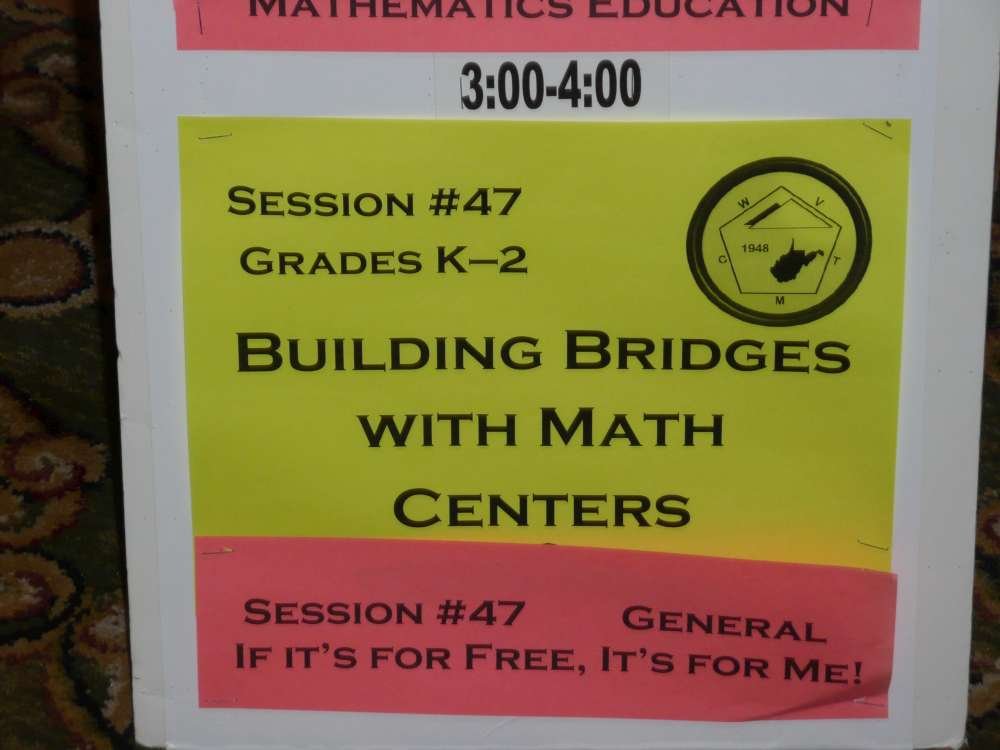 MATHEMATICS EDUCATION
3:00-4:00
SESSION #47
GRADES K–2
W V
1948
C T
M
BUILDING BRIDGES
WITH MATH
CENTERS
SESSION #47 GENERAL
IF IT'S FOR FREE, IT'S FOR ME!